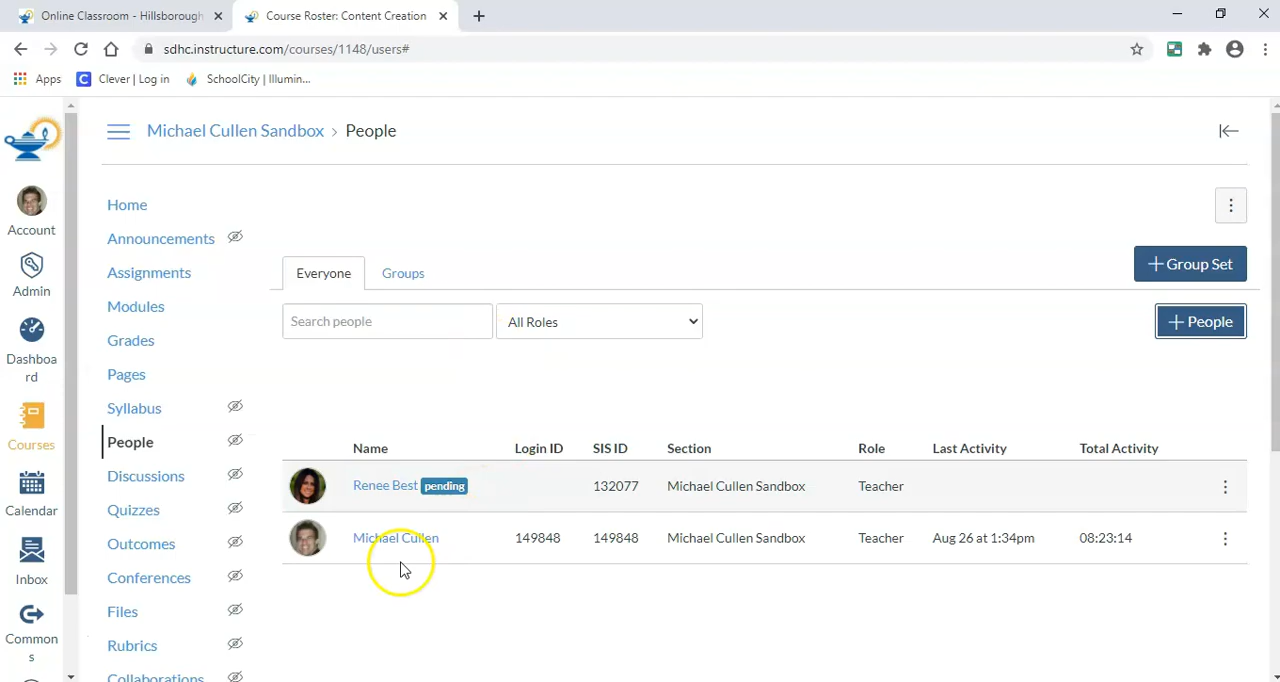 Online Classroom - Hillsborough
Course Roster: Content Creation
sdhc.instructure.com/courses/1148/users#
Apps
Clever | Log in
SchoolCity | Illumin...
Michael Cullen Sandbox › People
Account
Admin
Dashboa
rd
Courses
Calendar
Inbox
Common
s
Home
Announcements
Assignments
Modules
Grades
Pages
Syllabus
People
Discussions
Quizzes
Outcomes
Conferences
Files
Rubrics
Collaborations
Everyone
Groups
+ Group Set
Search people
All Roles
+ People
Name Login ID SIS ID Section Role Last Activity Total Activity
Renee Best pending 132077 Michael Cullen Sandbox Teacher
Michael Cullen 149848 149848 Michael Cullen Sandbox Teacher Aug 26 at 1:34pm 08:23:14